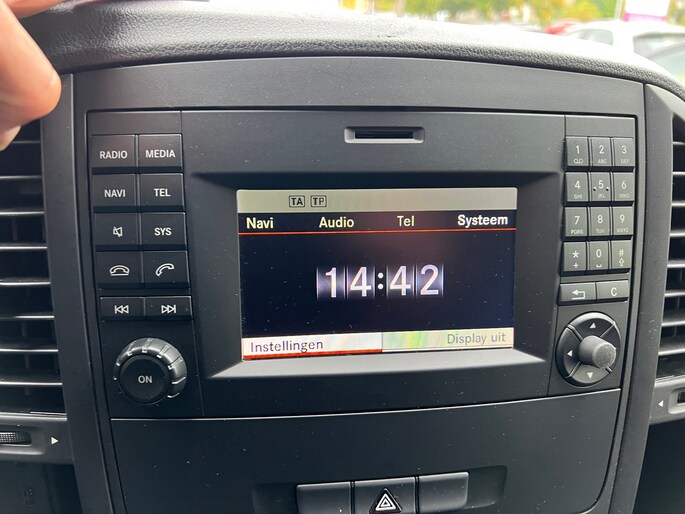 RADIO MEDIA
NAVI TEL
SYS
ON
TA TP
Navi Audio Tel Systeem
14:42
Instellingen Display uit
1 2 ABC 3 DEF
4 GHI 5 JKL 6 MNO
7 PQRS 8 TUV 9 WXYZ
* + 0 #
C